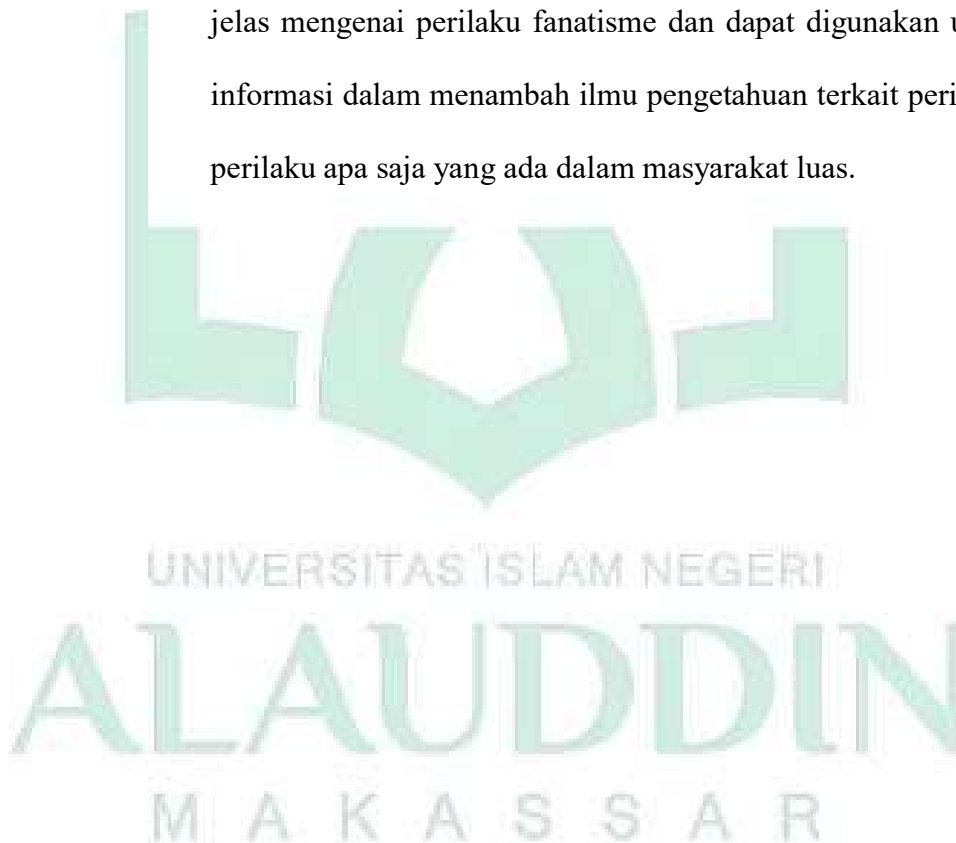 jelas mengenai perilaku fanatisme dan dapat digunakan
informasi dalam menambah ilmu pengetahuan terkait
perilaku apa saja yang ada dalam masyarakat luas.
UNIVERSITAS ISLAM NEGERI
ALAUDDIN
MAKASSAR